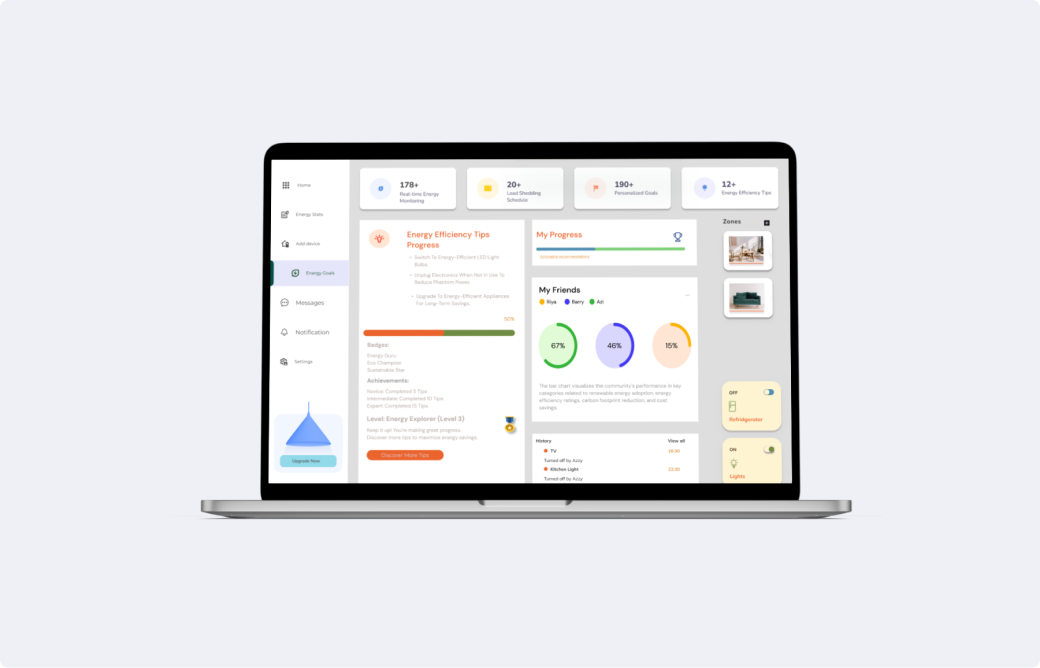 Home
Energy Stats
Add device
Energy Goals
Messages
Notification
Settings
Upgrade Now
178+
Real-time Energy
Monitoring
20+
Load Shedding
Schedule
190+
Personalized Goals
12+
Energy Efficiency Tips
Energy Efficiency Tips
Progress
Switch To Energy-Efficient LED Light
Bulbs.
Unplug Electronics When Not In Use To
Reduce Phantom Power.
Upgrade To Energy-Efficient Appliances
For Long-Term Savings.
50%
Badges:
Energy Guru
Eco Champion
Sustainable Star
Achievements:
Novice: Completed 5 Tips
Intermediate: Completed 10 Tips
Expert: Completed 15 Tips
Level: Energy Explorer (Level 3)
Keep it up! You're making great progress.
Discover more tips to maximize energy savings.
Discover More Tips
My Progress
My Friends
Riya
Barry
Azi
67%
46%
15%
The bar chart visualizes the community's performance in key
categories related to renewable energy adoption, energy
efficiency ratings, carbon footprint reduction, and cost
savings.
History
View all
TV
Turned off by Azzy
Kitchen Light
Turned off by Azzy
Zones
OFF
Refridgerator
ON
Lights